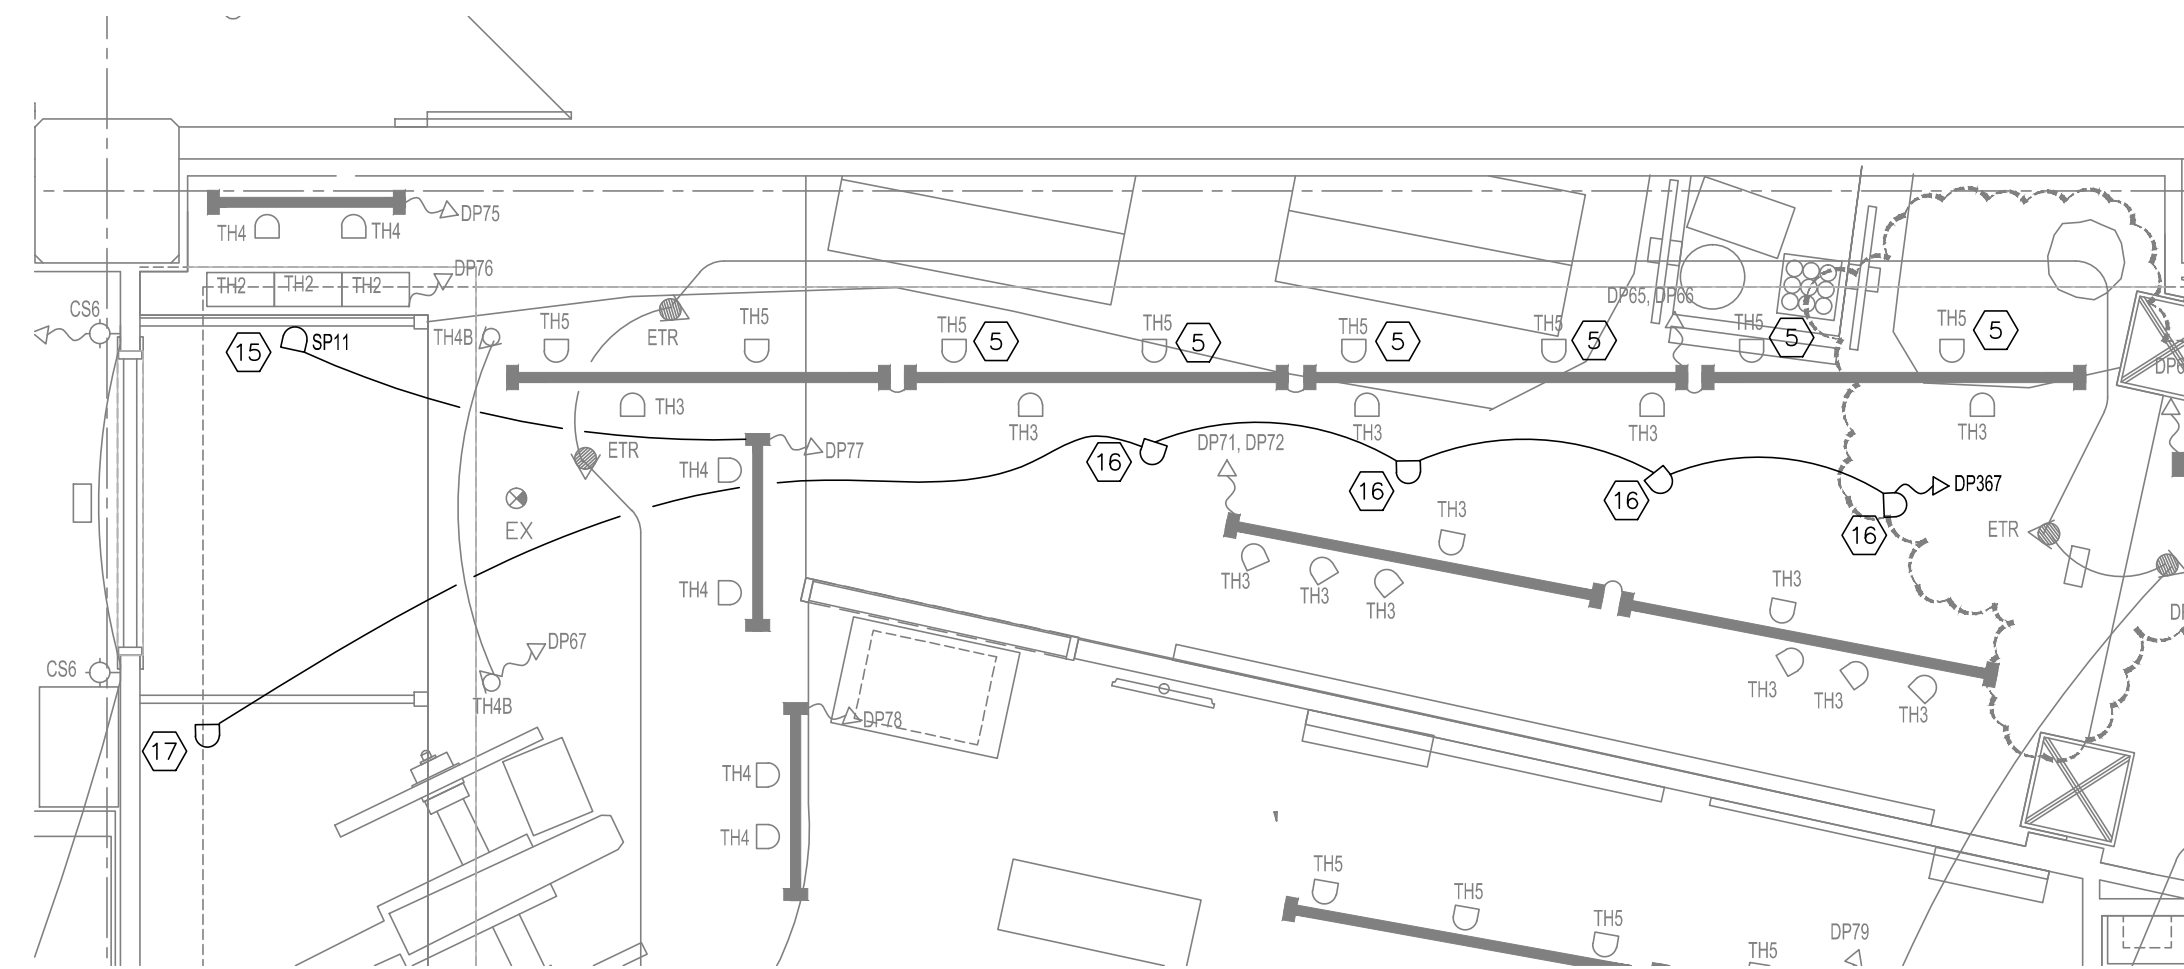 DP75
TH4
TH4
DP76
TH2
TH2
TH2
CS6
15
SP11
TH4B
TH5
ETR
TH5
TH5
5
TH5
5
TH5
5
TH5
5
DP65, DP66
TH5
5
TH5
5
TH3
TH3
TH3
TH3
TH3
ETR
DP77
TH4
EX
16
DP71, DP72
16
16
16
DP367
TH3
ETR
TH4
TH3
TH3
TH3
TH3
CS6
DP67
TH4B
TH3
TH3
TH3
17
DP78
TH4
TH4
TH5
TH5
TH5
TH5
DP79